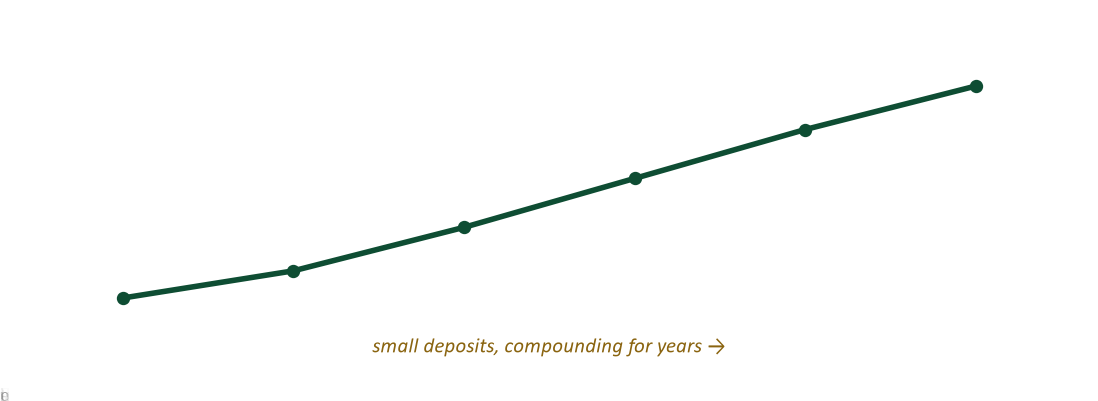 small deposits, compounding for years →